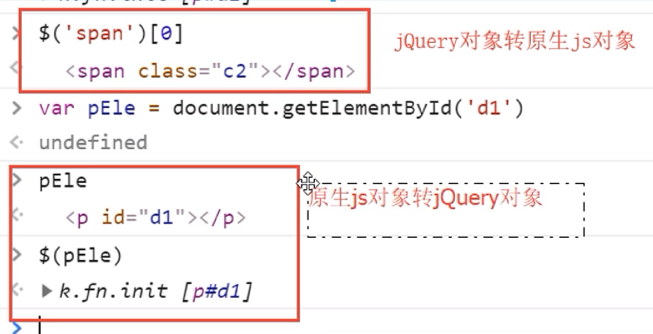 $('span')[0]
jQuery对象转原生js对象
<span class="c2"></span>
var pEle = document.getElementById('d1')
undefined
pEle
原生js对象转jQuery对象
<p id="d1"></p>
$(pEle)
k.fn.init [p#d1]